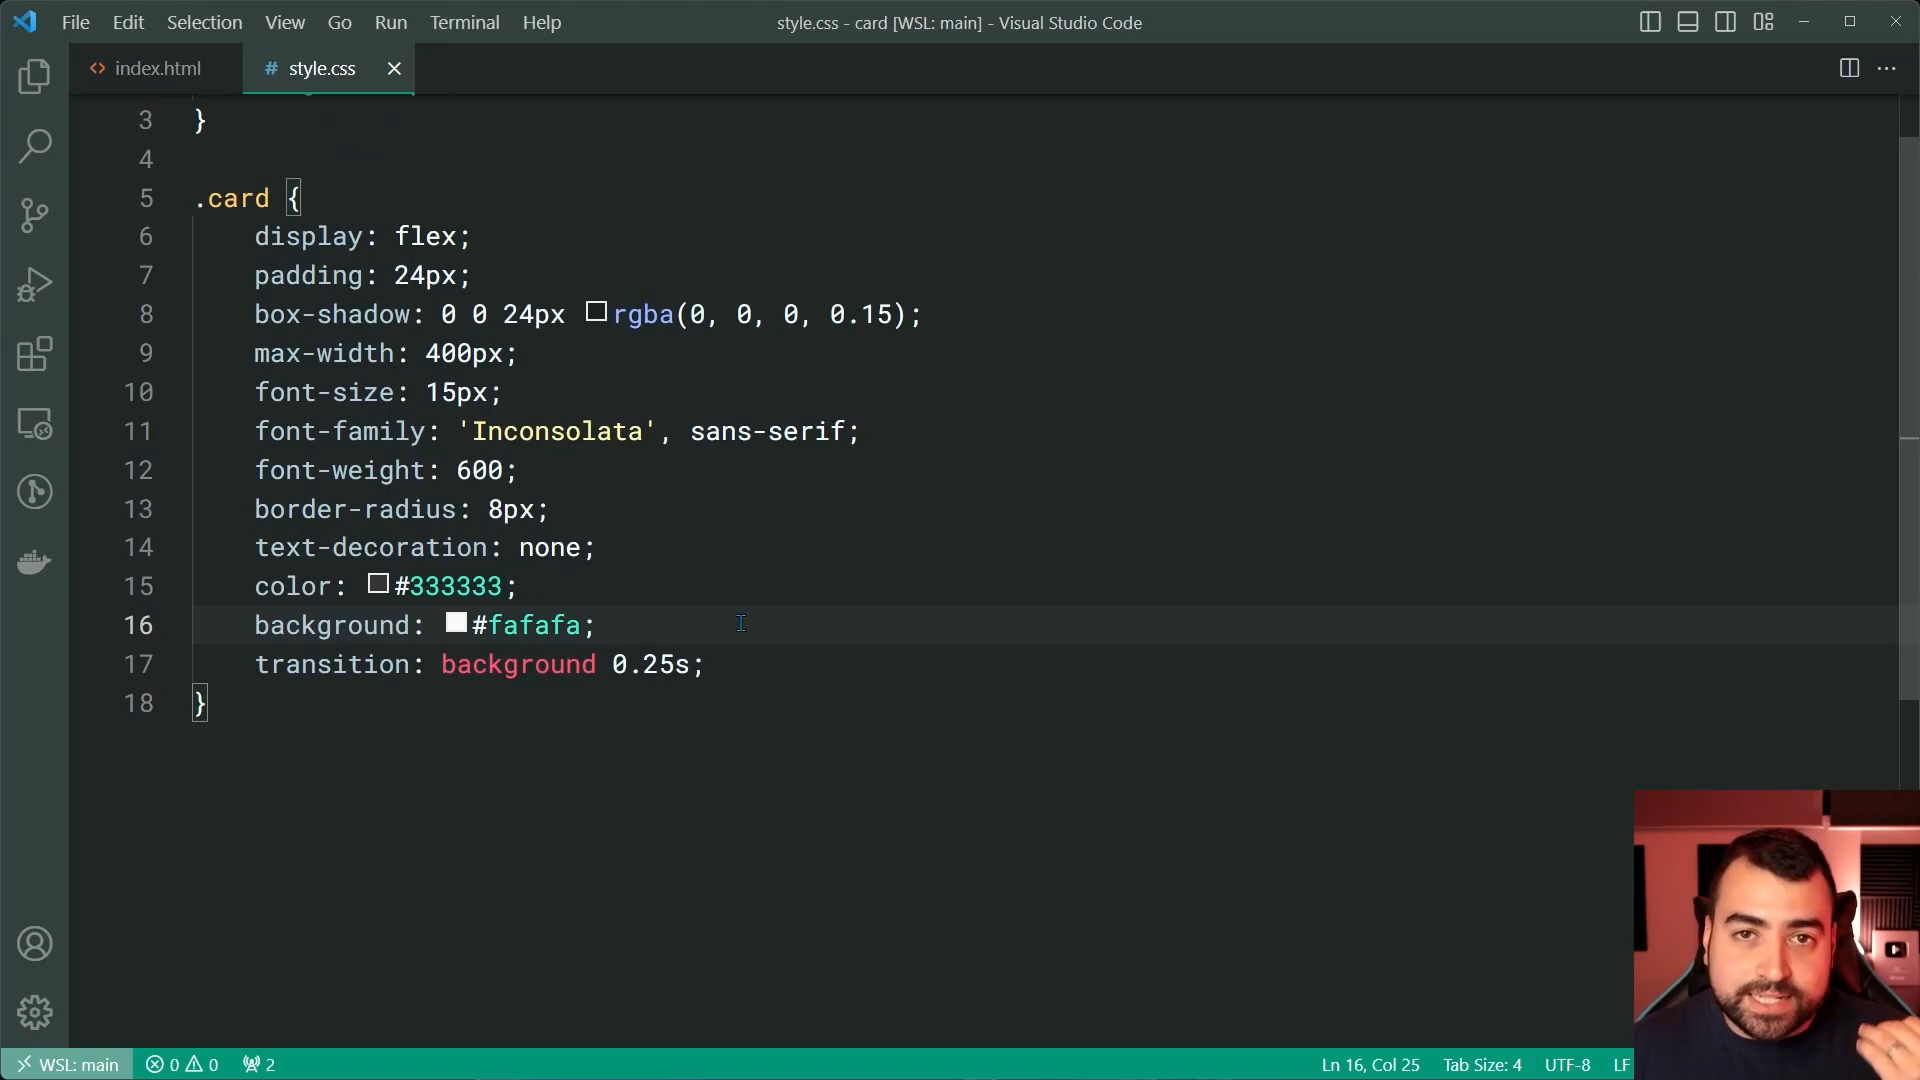 File Edit Selection View Go Run Terminal Help
style.css - card [WSL: main] - Visual Studio Code
<> index.html
# style.css
3 }
4
5 .card {
6 display: flex;
7 padding: 24px;
8 box-shadow: 0 0 24px rgba(0, 0, 0, 0.15);
9 max-width: 400px;
10 font-size: 15px;
11 font-family: 'Inconsolata', sans-serif;
12 font-weight: 600;
13 border-radius: 8px;
14 text-decoration: none;
15 color: #333333;
16 background: #fafafa;
17 transition: background 0.25s;
18 }
WSL: main 0 0 2 Ln 16, Col 25 Tab Size: 4 UTF-8 LF